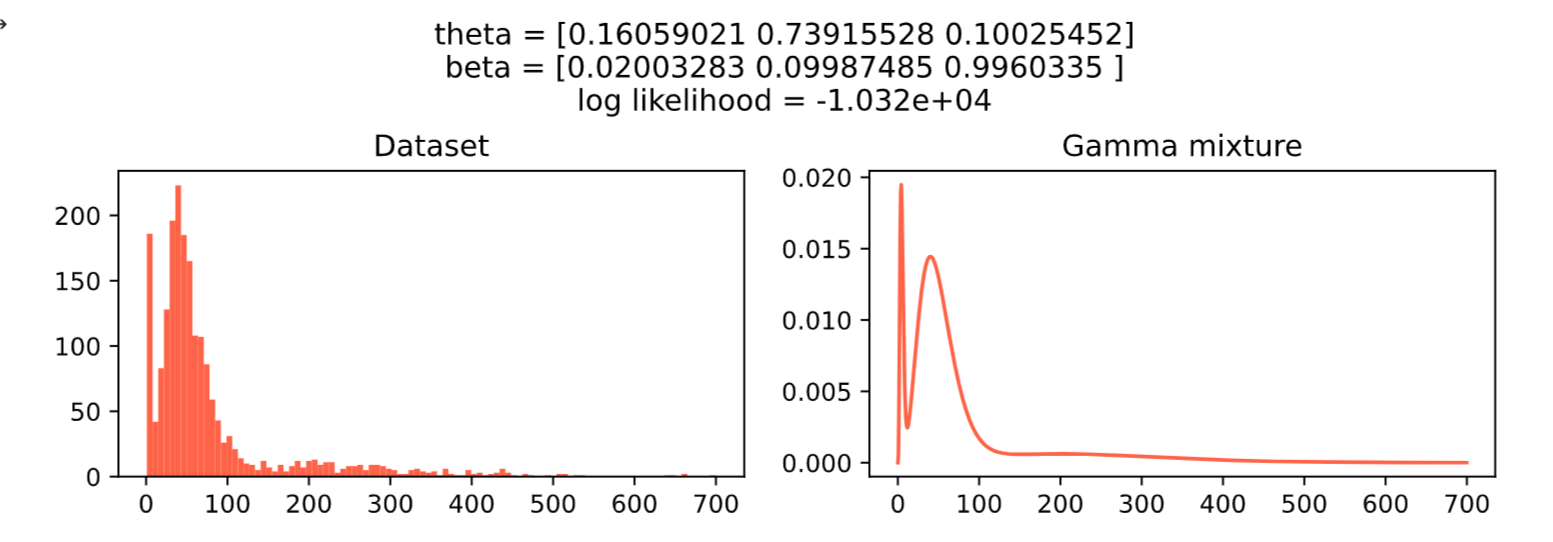 theta = [0.16059021 0.73915528 0.10025452]
beta = [0.02003283 0.09987485 0.9960335 ]
log likelihood = -1.032e+04
Dataset
200
150
100
50
0
0 100 200 300 400 500 600 700
Gamma mixture
0.020
0.015
0.010
0.005
0.000
0 100 200 300 400 500 600 700